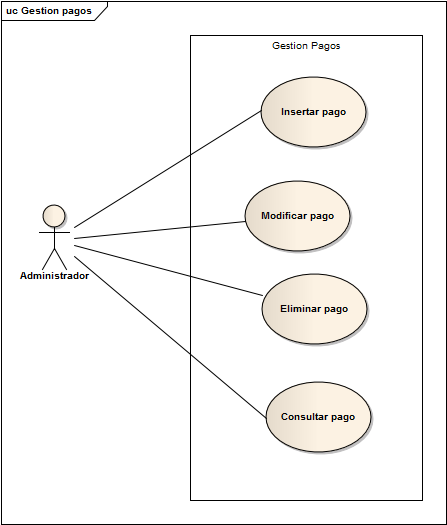 uc Gestion pagos
Gestion Pagos
Insertar pago
Modificar pago
Administrador
Eliminar pago
Consultar pago